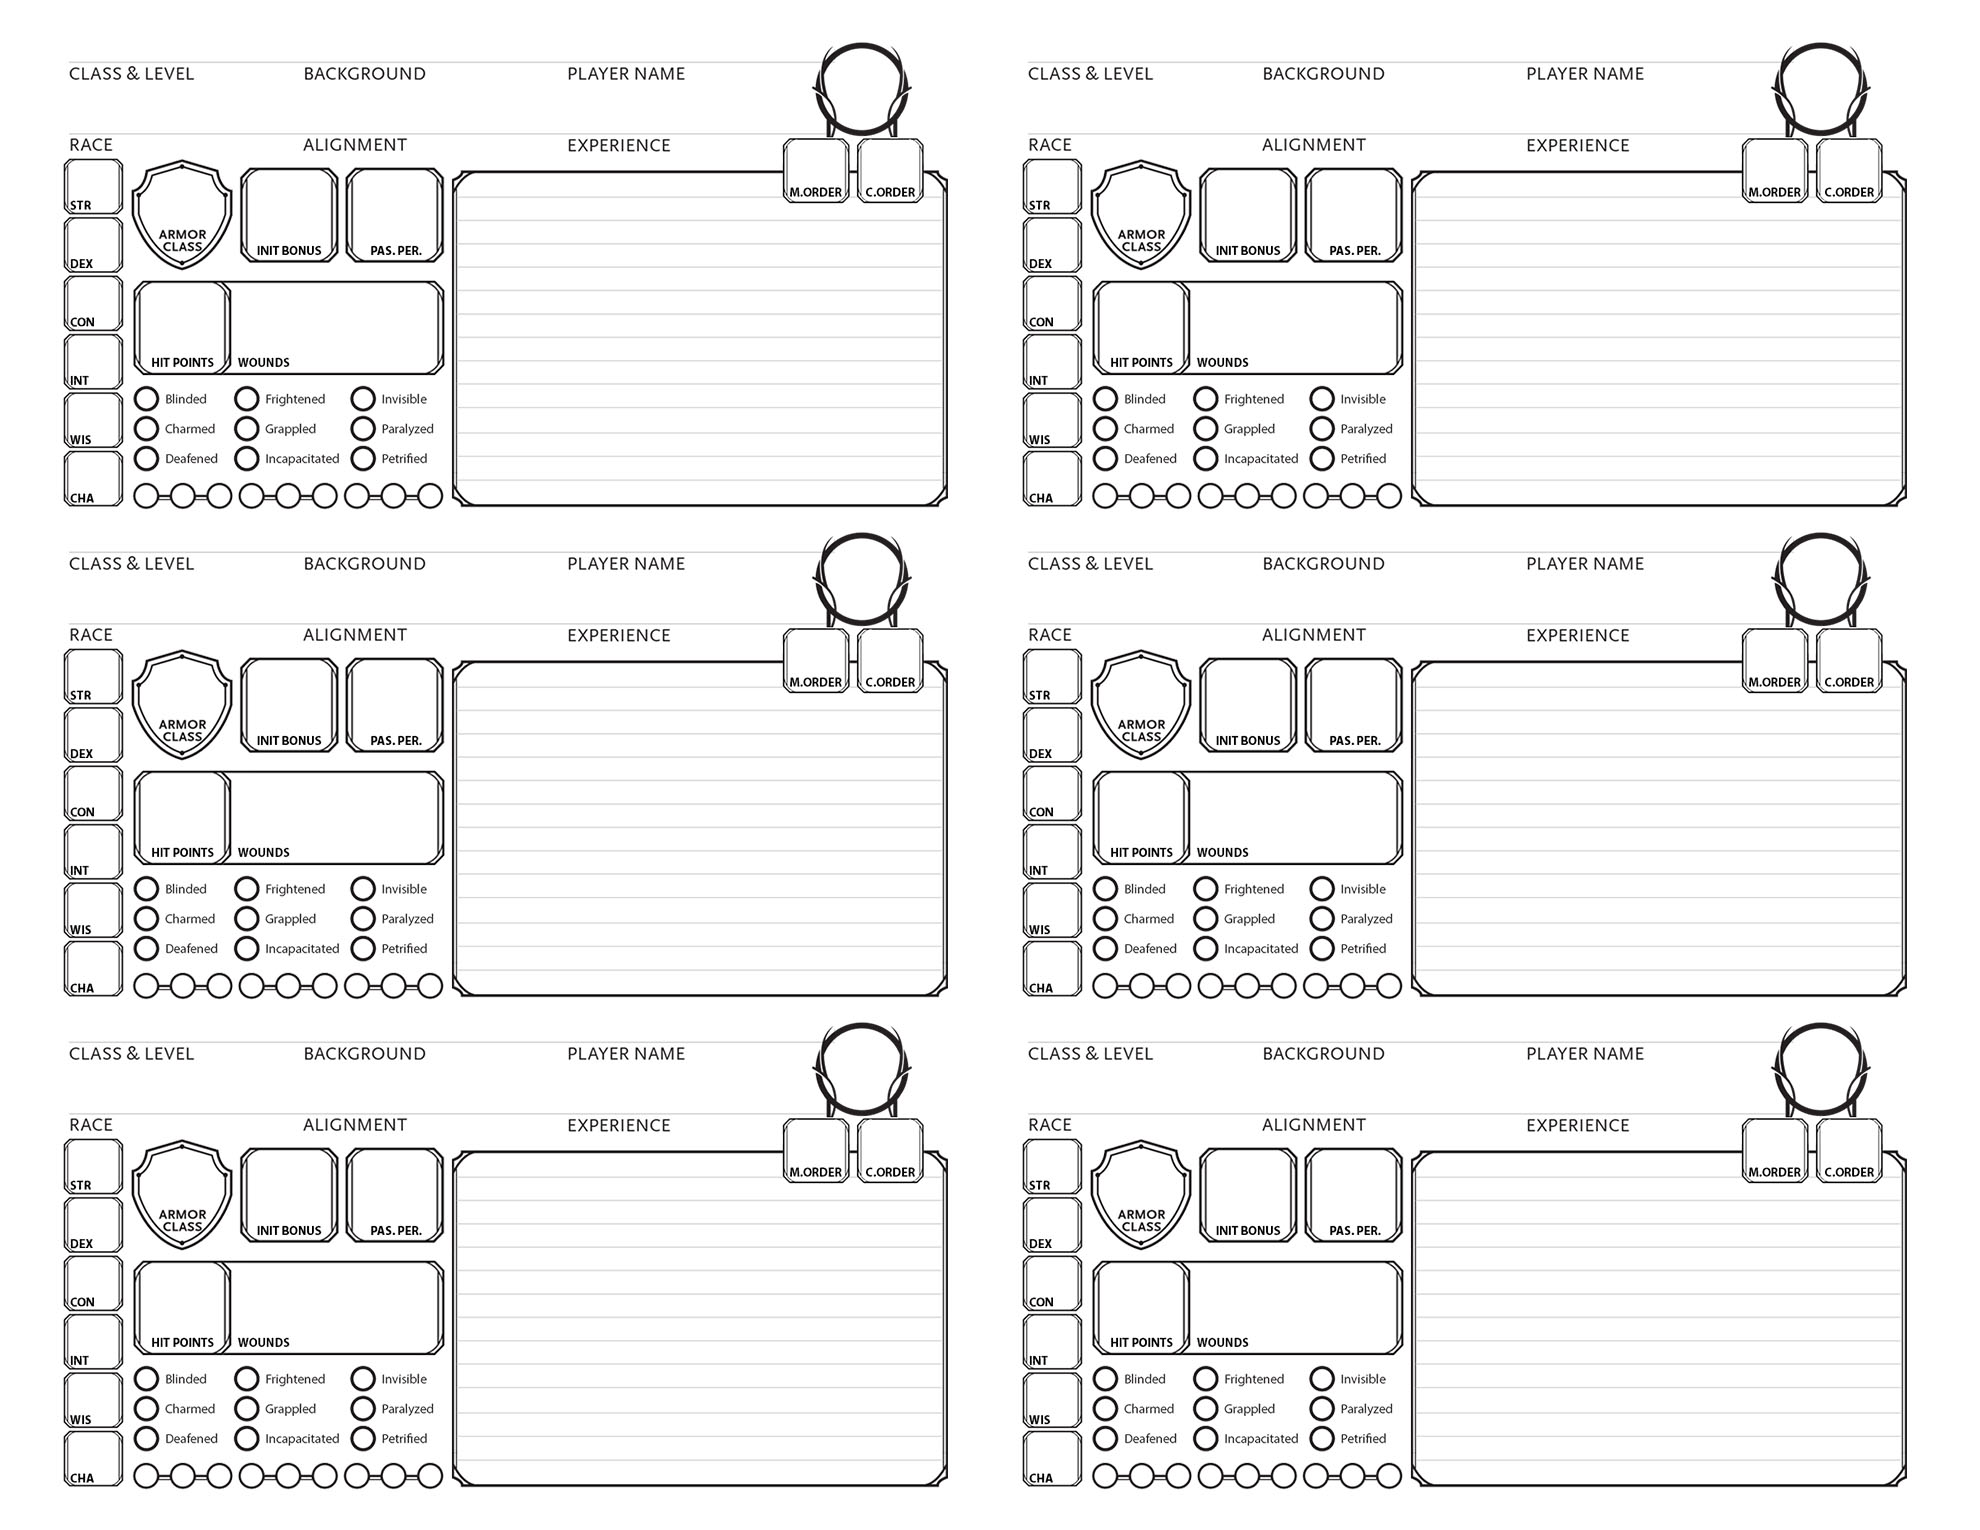 CLASS & LEVEL BACKGROUND PLAYER NAME
RACE ALIGNMENT EXPERIENCE
STR
DEX
CON
INT
WIS
CHA
ARMOR
CLASS
INIT BONUS
PAS. PER.
HIT POINTS
WOUNDS
Blinded Frightened Invisible
Charmed Grappled Paralyzed
Deafened Incapacitated Petrified
M.ORDER
C.ORDER
CLASS & LEVEL BACKGROUND PLAYER NAME
RACE ALIGNMENT EXPERIENCE
STR
DEX
CON
INT
WIS
CHA
ARMOR
CLASS
INIT BONUS
PAS. PER.
HIT POINTS
WOUNDS
Blinded Frightened Invisible
Charmed Grappled Paralyzed
Deafened Incapacitated Petrified
M.ORDER
C.ORDER
CLASS & LEVEL BACKGROUND PLAYER NAME
RACE ALIGNMENT EXPERIENCE
STR
DEX
CON
INT
WIS
CHA
ARMOR
CLASS
INIT BONUS
PAS. PER.
HIT POINTS
WOUNDS
Blinded Frightened Invisible
Charmed Grappled Paralyzed
Deafened Incapacitated Petrified
M.ORDER
C.ORDER
CLASS & LEVEL BACKGROUND PLAYER NAME
RACE ALIGNMENT EXPERIENCE
STR
DEX
CON
INT
WIS
CHA
ARMOR
CLASS
INIT BONUS
PAS. PER.
HIT POINTS
WOUNDS
Blinded Frightened Invisible
Charmed Grappled Paralyzed
Deafened Incapacitated Petrified
M.ORDER
C.ORDER
CLASS & LEVEL BACKGROUND PLAYER NAME
RACE ALIGNMENT EXPERIENCE
STR
DEX
CON
INT
WIS
CHA
ARMOR
CLASS
INIT BONUS
PAS. PER.
HIT POINTS
WOUNDS
Blinded Frightened Invisible
Charmed Grappled Paralyzed
Deafened Incapacitated Petrified
M.ORDER
C.ORDER
CLASS & LEVEL BACKGROUND PLAYER NAME
RACE ALIGNMENT EXPERIENCE
STR
DEX
CON
INT
WIS
CHA
ARMOR
CLASS
INIT BONUS
PAS. PER.
HIT POINTS
WOUNDS
Blinded Frightened Invisible
Charmed Grappled Paralyzed
Deafened Incapacitated Petrified
M.ORDER
C.ORDER